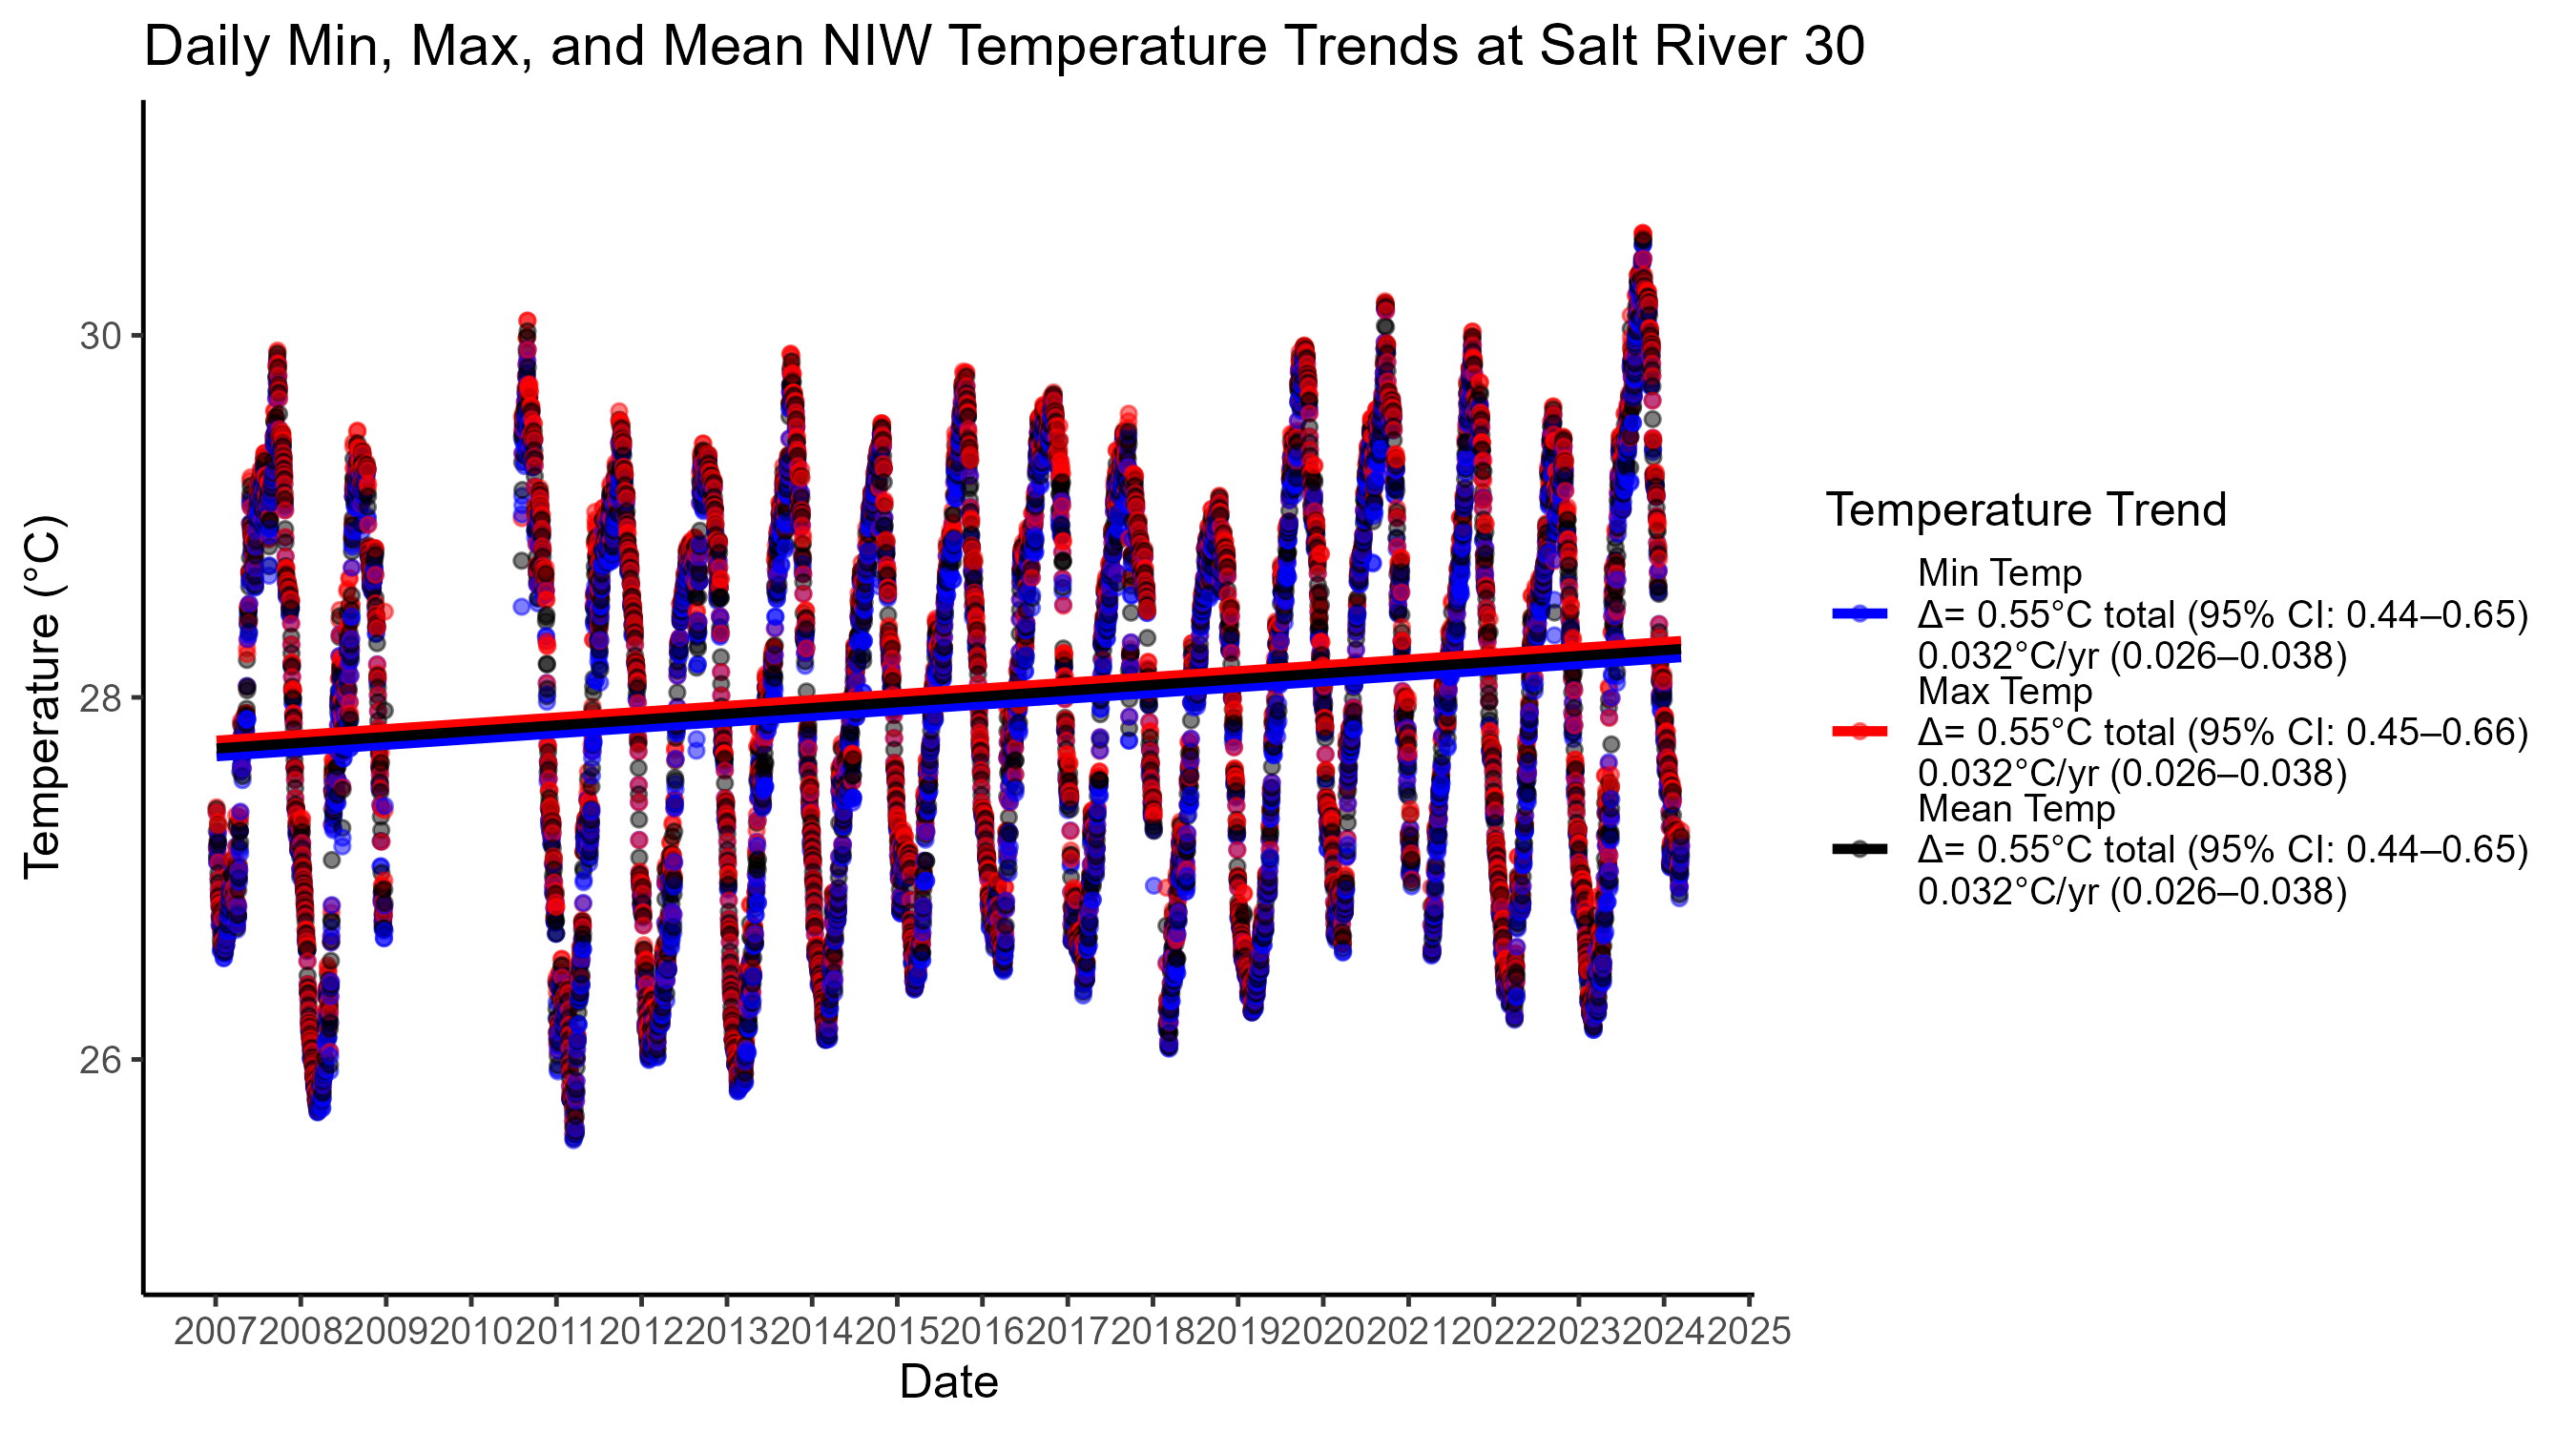 Daily Min, Max, and Mean NIW Temperature Trends at Salt River 30
Temperature (°C)
30
28
26
2007 2008 2009 2010 2011 2012 2013 2014 2015 2016 2017 2018 2019 2020 2021 2022 2023 2024 2025
Date
Temperature Trend
Min Temp
Δ= 0.55°C total (95% CI: 0.44–0.65)
0.032°C/yr (0.026–0.038)
Max Temp
Δ= 0.55°C total (95% CI: 0.45–0.66)
0.032°C/yr (0.026–0.038)
Mean Temp
Δ= 0.55°C total (95% CI: 0.44–0.65)
0.032°C/yr (0.026–0.038)